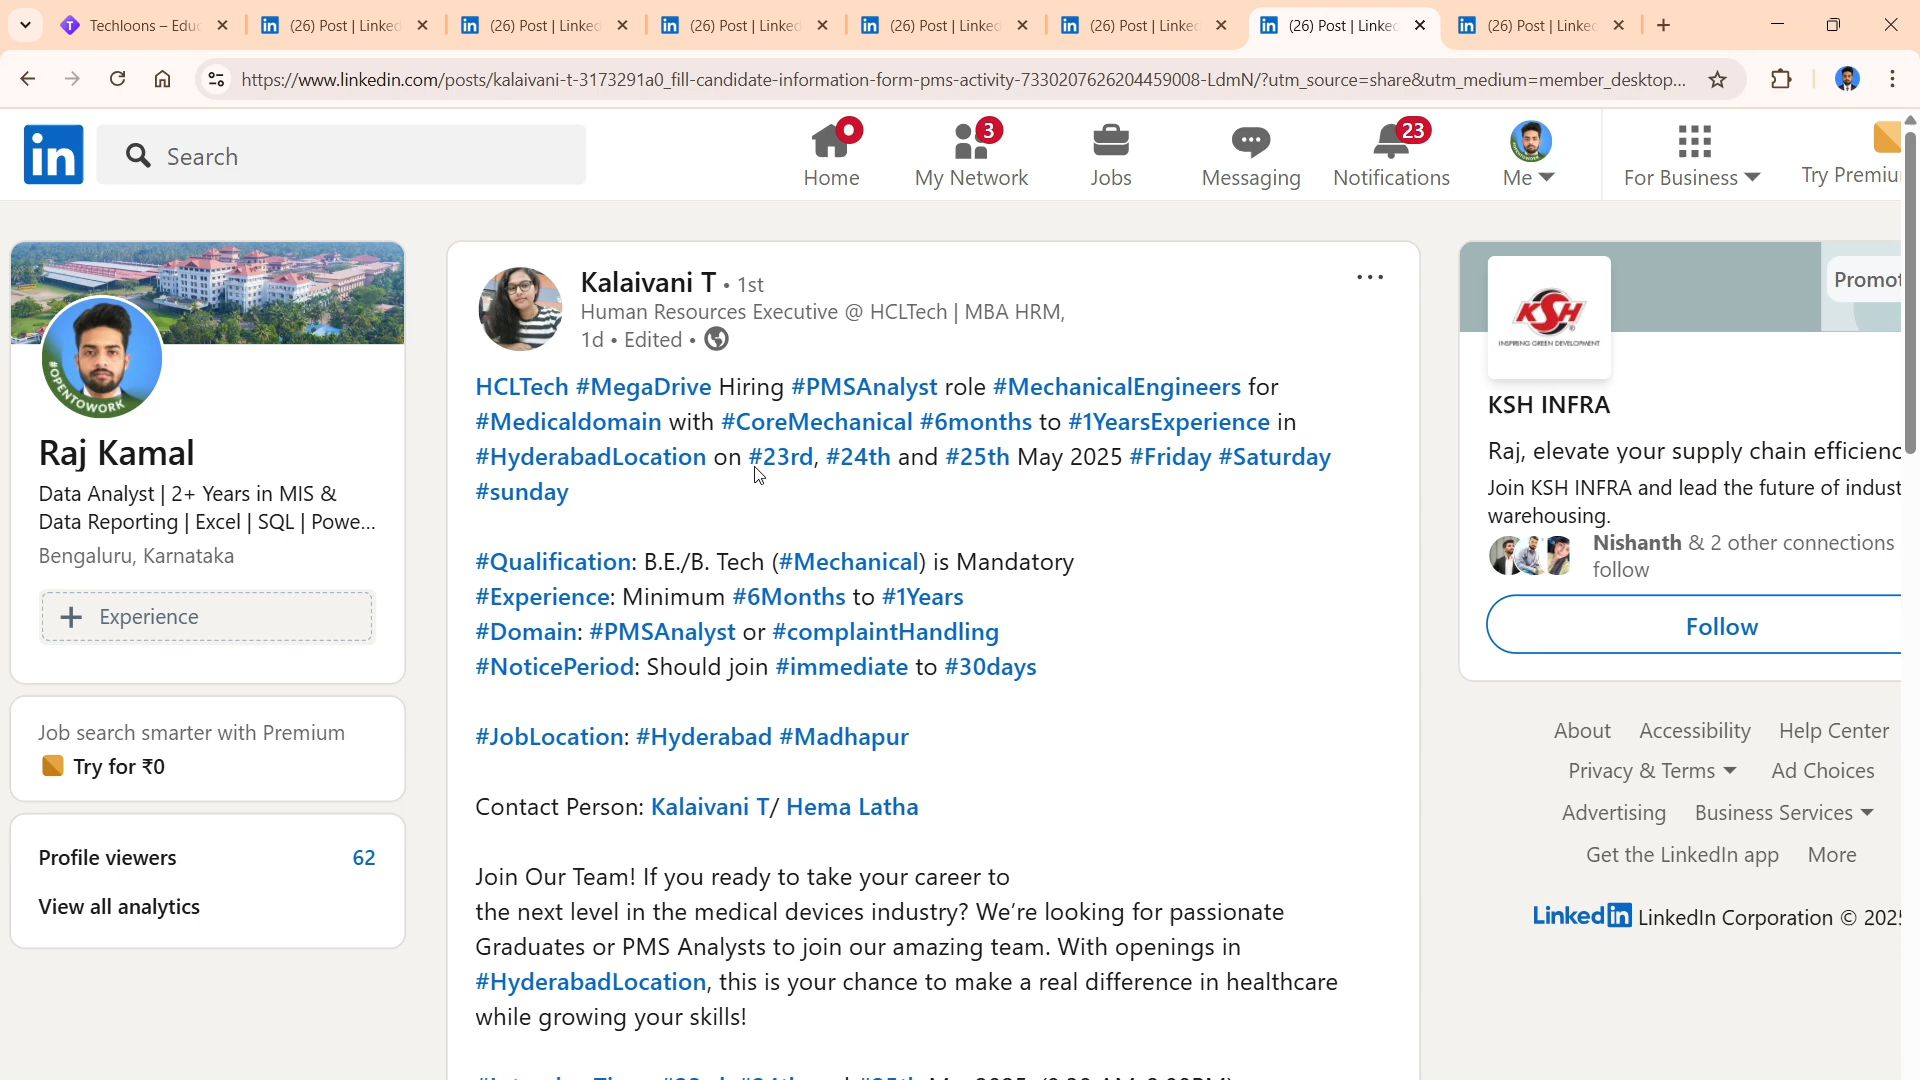 Techloons – Edu
(26) Post | Linked
(26) Post | Linked
(26) Post | Linked
(26) Post | Linked
(26) Post | Linked
(26) Post | Linked
(26) Post | Linked
https://www.linkedin.com/posts/kalaivani-t-3173291a0_fill-candidate-information-form-pms-activity-7330207626204459008-LdmN/?utm_source=share&utm_medium=member_desktop...
in
Search
Home
3
My Network
Jobs
Messaging
23
Notifications
Me
For Business
Try Premiu
#OPENTOWORK
Raj Kamal
Data Analyst | 2+ Years in MIS &
Data Reporting | Excel | SQL | Powe...
Bengaluru, Karnataka
+ Experience
Job search smarter with Premium
Try for ₹0
Profile viewers 62
View all analytics
Kalaivani T • 1st
Human Resources Executive @ HCLTech | MBA HRM,
1d • Edited •
HCLTech #MegaDrive Hiring #PMSAnalyst role #MechanicalEngineers for
#Medicaldomain with #CoreMechanical #6months to #1YearsExperience in
#HyderabadLocation on #23rd, #24th and #25th May 2025 #Friday #Saturday
#sunday
#Qualification: B.E./B. Tech (#Mechanical) is Mandatory
#Experience: Minimum #6Months to #1Years
#Domain: #PMSAnalyst or #complaintHandling
#NoticePeriod: Should join #immediate to #30days
#JobLocation: #Hyderabad #Madhapur
Contact Person: Kalaivani T/ Hema Latha
Join Our Team! If you ready to take your career to
the next level in the medical devices industry? We’re looking for passionate
Graduates or PMS Analysts to join our amazing team. With openings in
#HyderabadLocation, this is your chance to make a real difference in healthcare
while growing your skills!
Promot
KSH
INSPIRING GREEN DEVELOPMENT
KSH INFRA
Raj, elevate your supply chain efficienc
Join KSH INFRA and lead the future of indust
warehousing.
Nishanth & 2 other connections
follow
Follow
About Accessibility Help Center
Privacy & Terms Ad Choices
Advertising Business Services
Get the LinkedIn app More
LinkedIn LinkedIn Corporation © 202